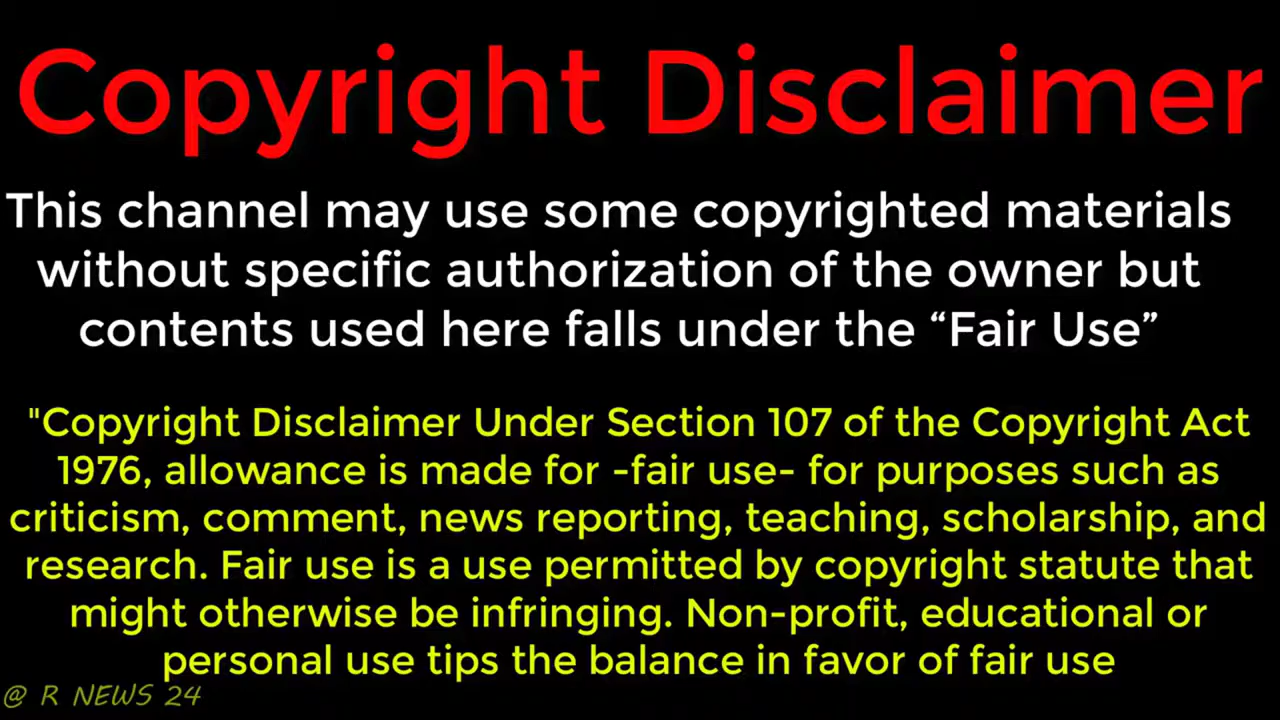 Copyright Disclaimer
This channel may use some copyrighted materials
without specific authorization of the owner but
contents used here falls under the “Fair Use”
"Copyright Disclaimer Under Section 107 of the Copyright Act
1976, allowance is made for -fair use- for purposes such as
criticism, comment, news reporting, teaching, scholarship, and
research. Fair use is a use permitted by copyright statute that
might otherwise be infringing. Non-profit, educational or
personal use tips the balance in favor of fair use
@ R NEWS 24